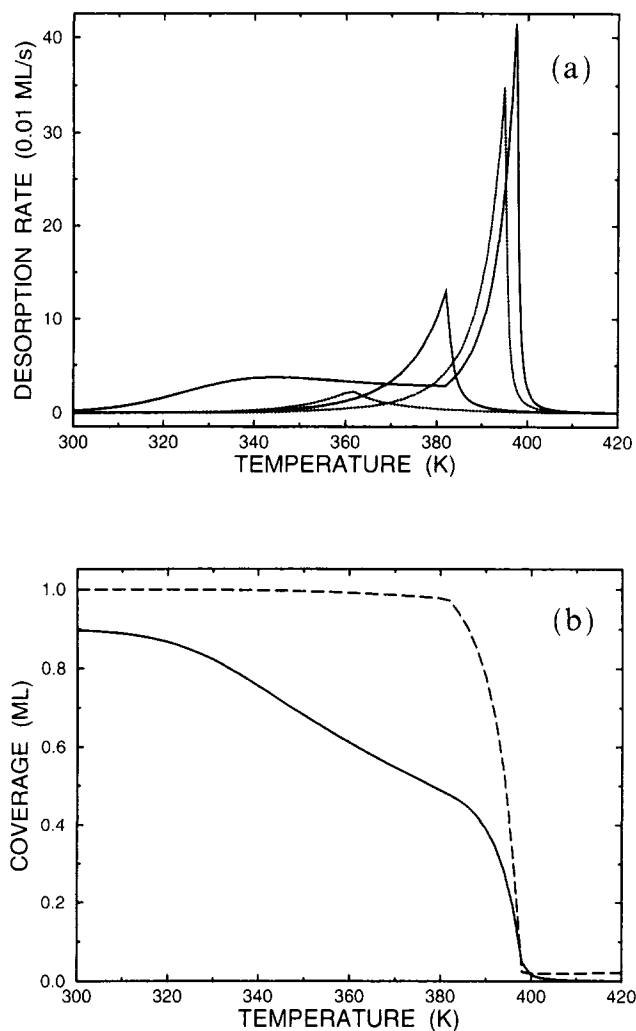 (a)
DESORPTION RATE (0.01 ML/s)
40
30
20
10
0
300 320 340 360 380 400 420
TEMPERATURE (K)
(b)
COVERAGE (ML)
1.0
0.8
0.6
0.4
0.2
0.0
300 320 340 360 380 400 420
TEMPERATURE (K)